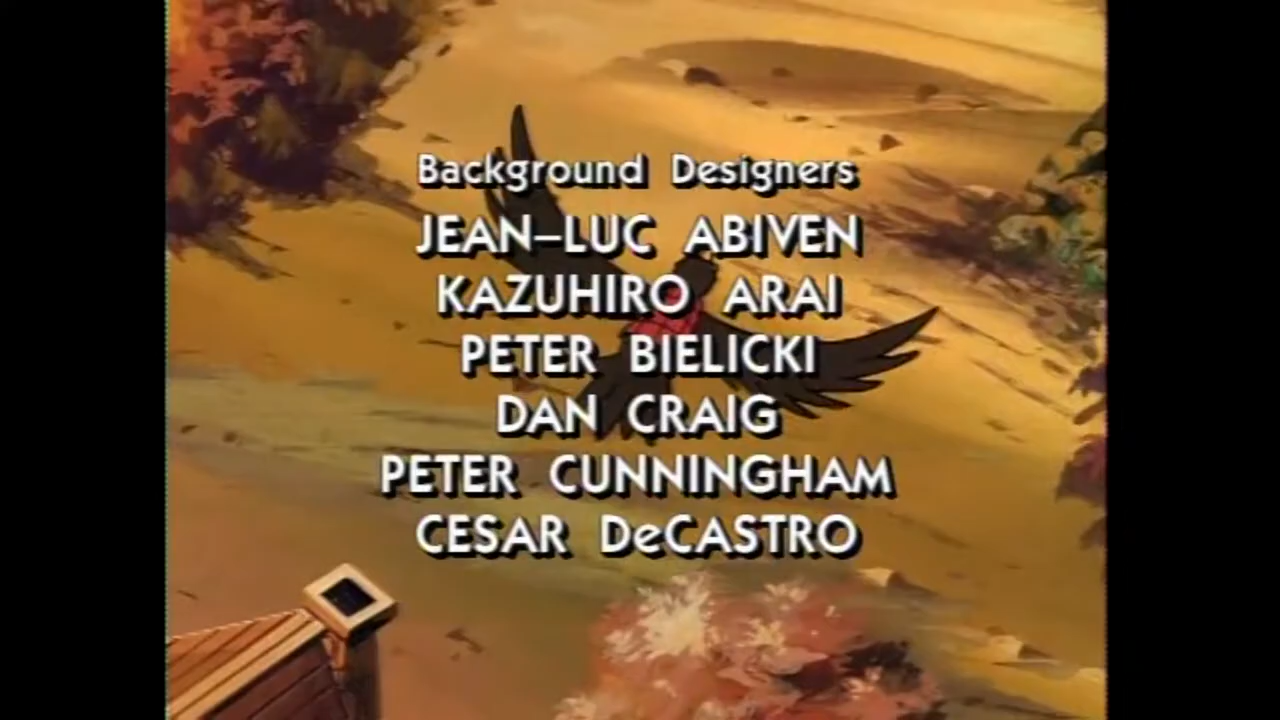 Background Designers
JEAN-LUC ABIVEN
KAZUHIRO ARAI
PETER BIELICKI
DAN CRAIG
PETER CUNNINGHAM
CESAR DeCASTRO